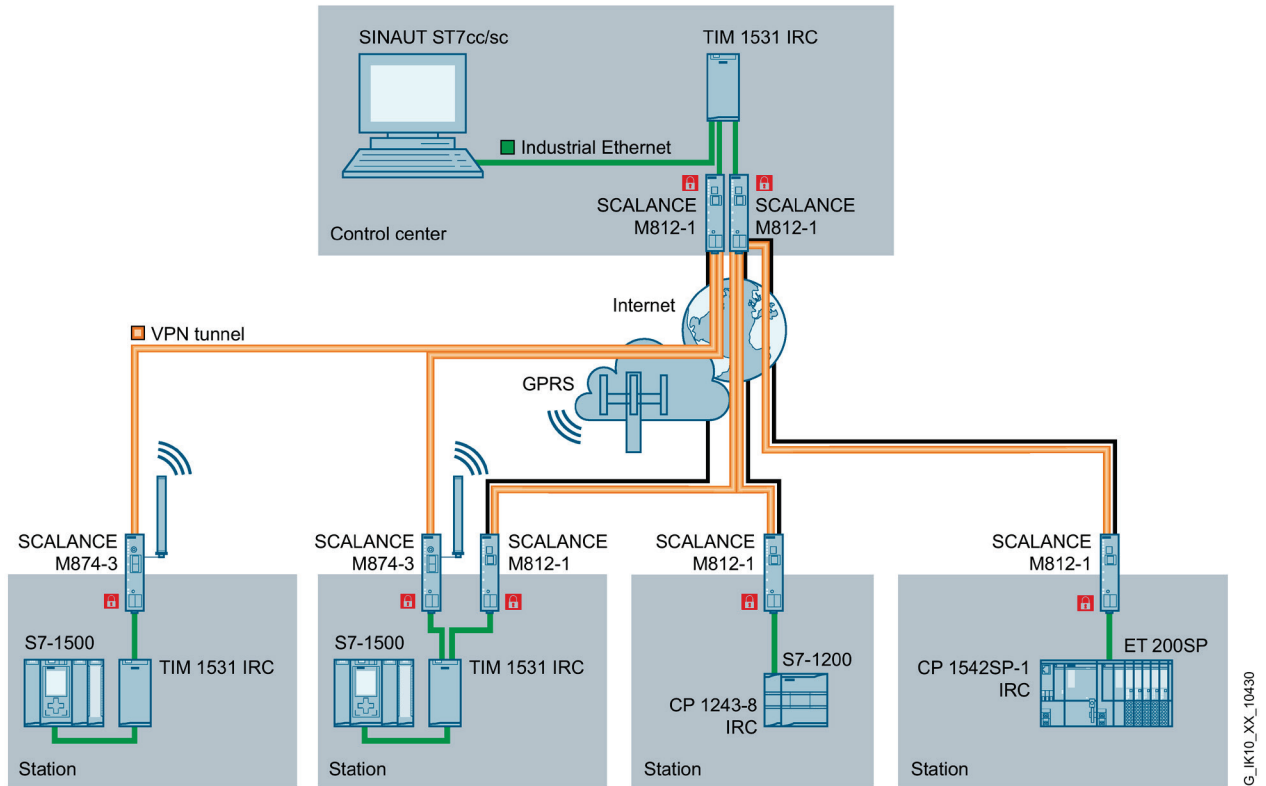 SINAUT ST7cc/sc
TIM 1531 IRC
Industrial Ethernet
SCALANCE
M812-1
SCALANCE
M812-1
Control center
Internet
VPN tunnel
GPRS
SCALANCE
M874-3
SCALANCE
M874-3
SCALANCE
M812-1
SCALANCE
M812-1
SCALANCE
M812-1
S7-1500
TIM 1531 IRC
Station
S7-1500
TIM 1531 IRC
Station
S7-1200
CP 1243-8
IRC
Station
ET 200SP
CP 1542SP-1
IRC
Station
G_IK10_XX_10430